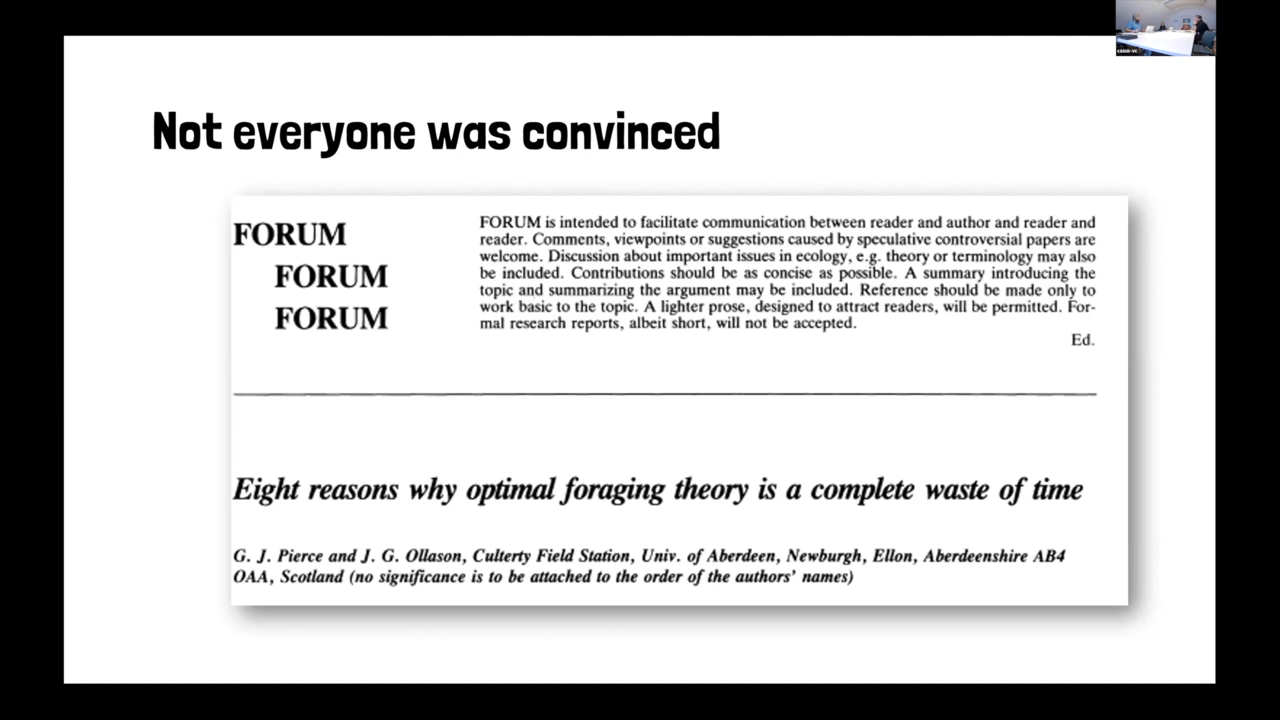 Not everyone was convinced
FORUM
FORUM
FORUM
FORUM is intended to facilitate communication between reader and author and reader and
reader. Comments, viewpoints or suggestions caused by speculative controversial papers are
welcome. Discussion about important issues in ecology, e.g. theory or terminology may also
be included. Contributions should be as concise as possible. A summary introducing the
topic and summarizing the argument may be included. Reference should be made only to
work basic to the topic. A lighter prose, designed to attract readers, will be permitted. For-
mal research reports, albeit short, will not be accepted.
Ed.
Eight reasons why optimal foraging theory is a complete waste of time
G. J. Pierce and J. G. Ollason, Culterty Field Station, Univ. of Aberdeen, Newburgh, Ellon, Aberdeenshire AB4
OAA, Scotland (no significance is to be attached to the order of the authors' names)